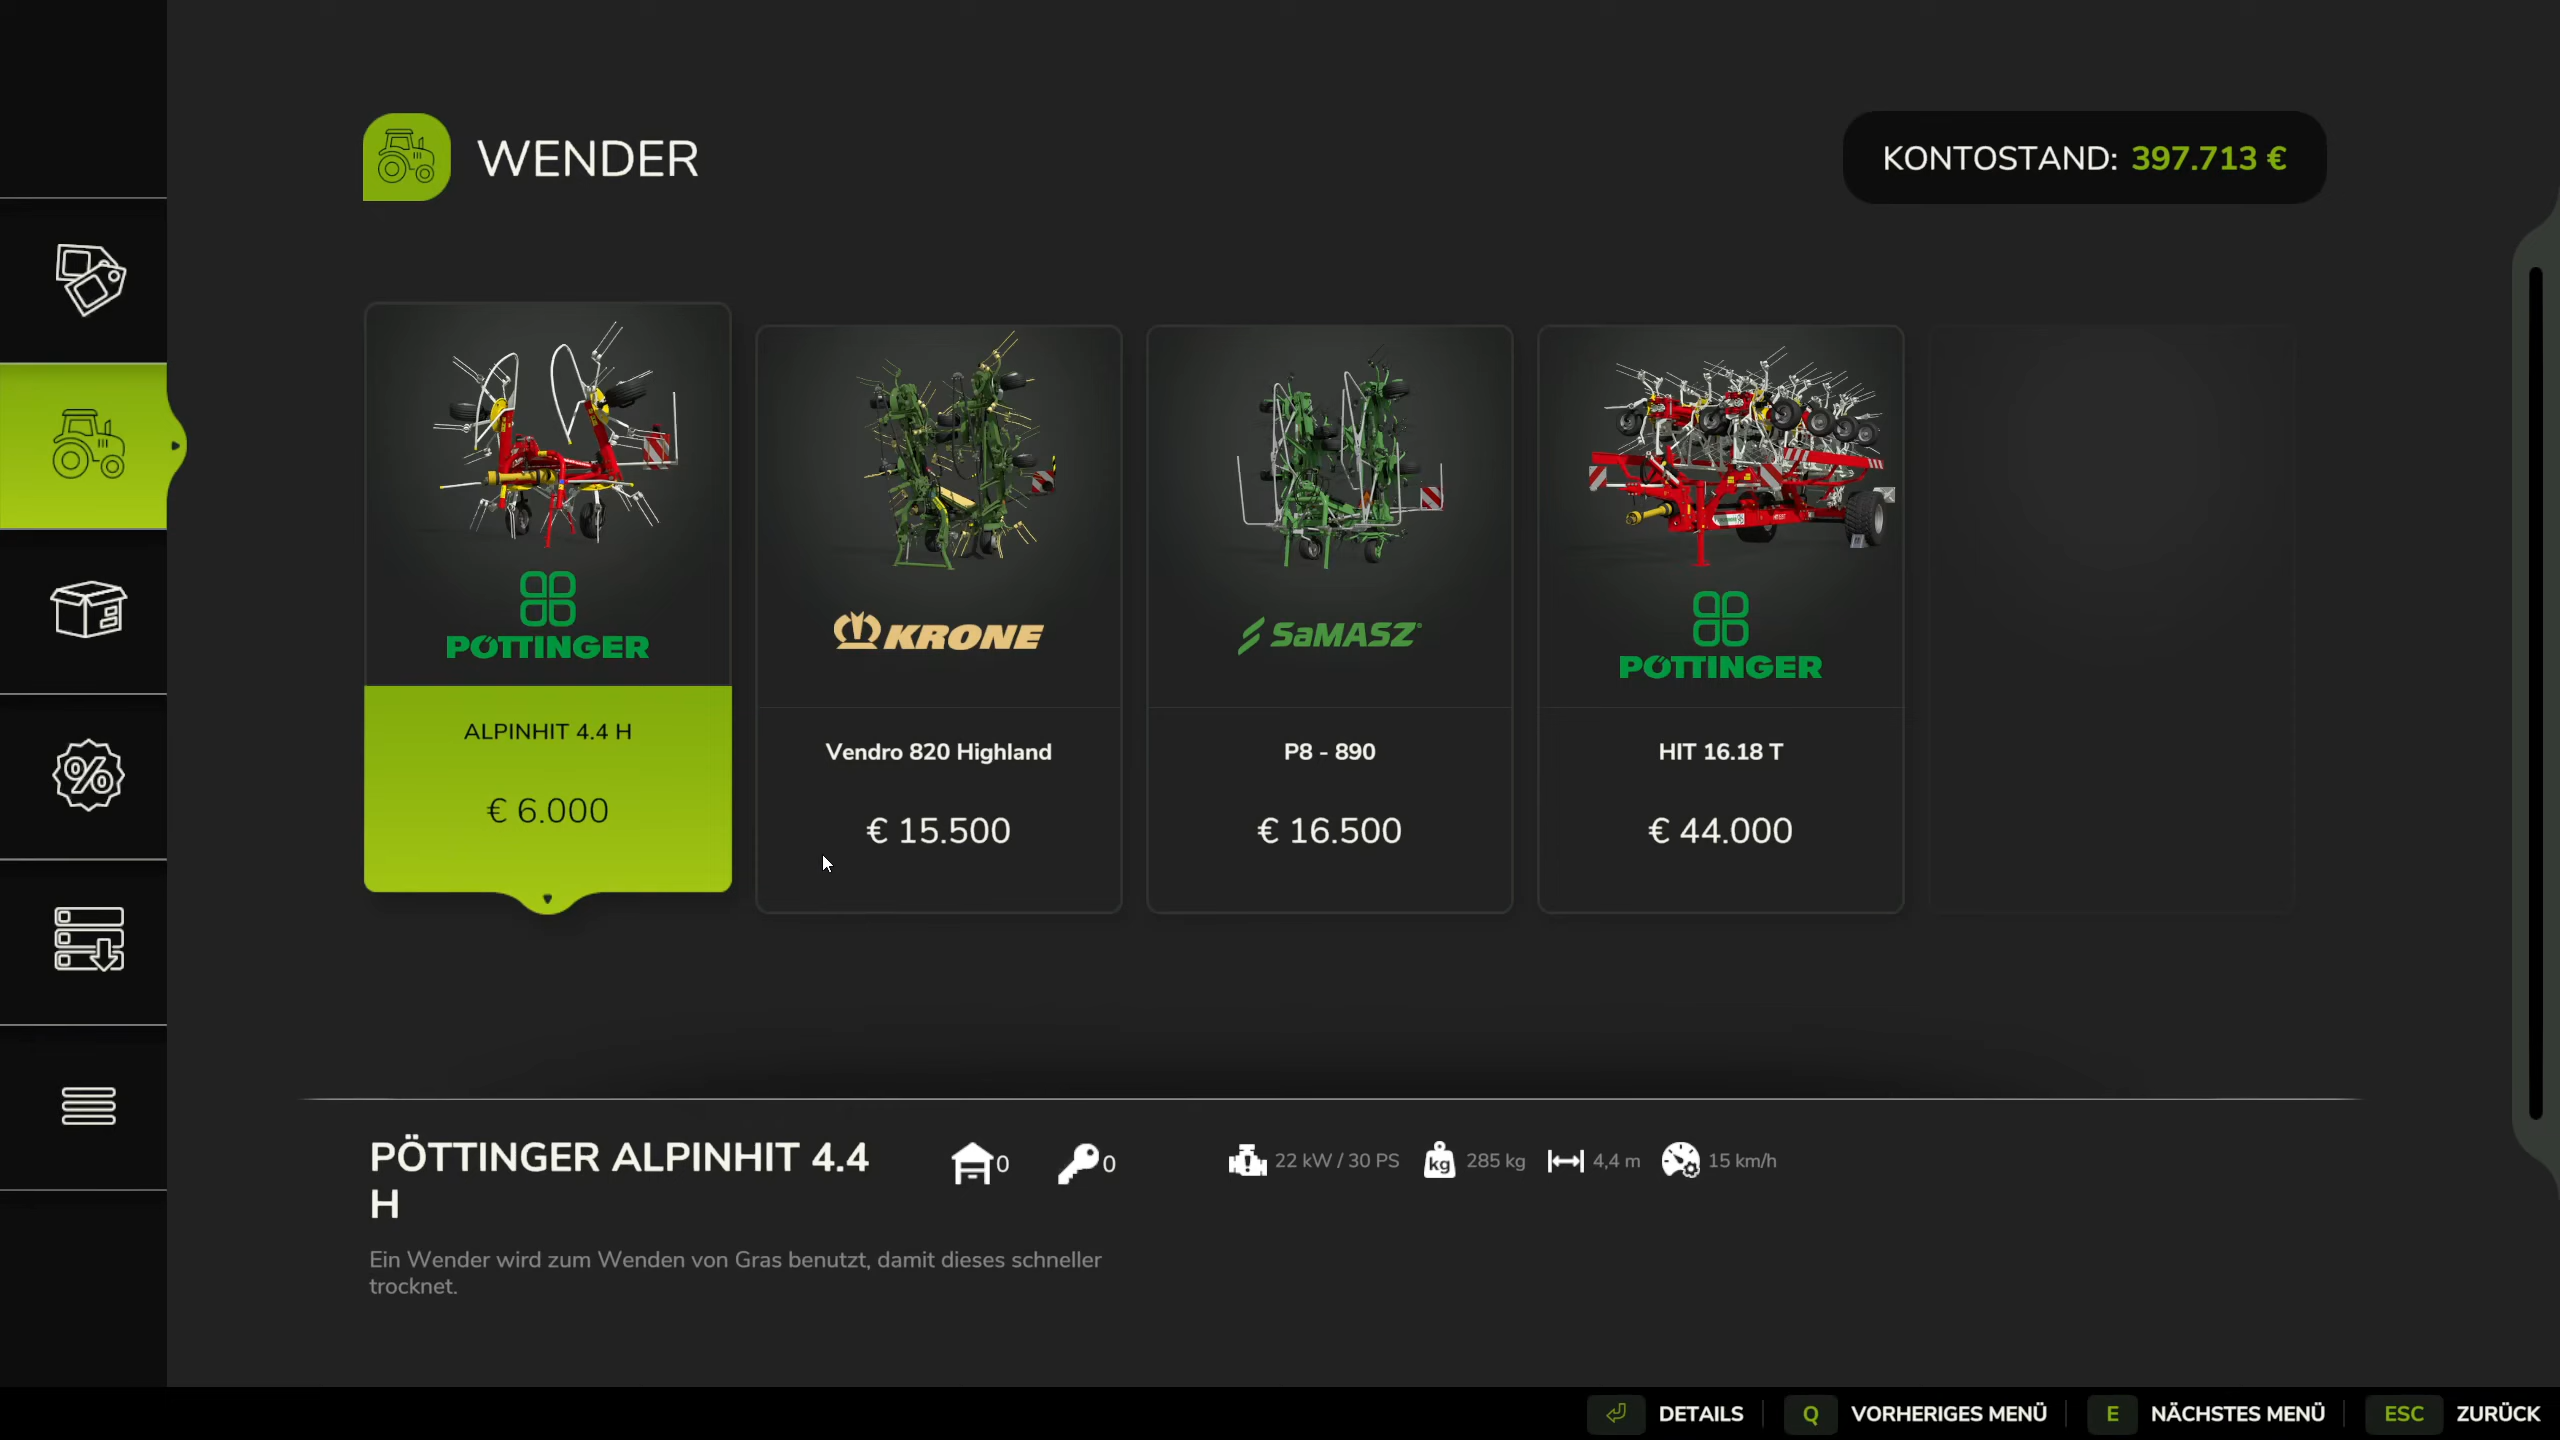 WENDER
KONTOSTAND: 397.713 €
PÖTTINGER
KRONE
SaMASZ
PÖTTINGER
ALPINHIT 4.4 H
Vendro 820 Highland
P8 - 890
HIT 16.18 T
€ 6.000
€ 15.500
€ 16.500
€ 44.000
PÖTTINGER ALPINHIT 4.4
H
0
0
22 kW / 30 PS
kg
285 kg
4,4 m
15 km/h
Ein Wender wird zum Wenden von Gras benutzt, damit dieses schneller
trocknet.
DETAILS
Q VORHERIGES MENÜ
E NÄCHSTES MENÜ
ESC ZURÜCK